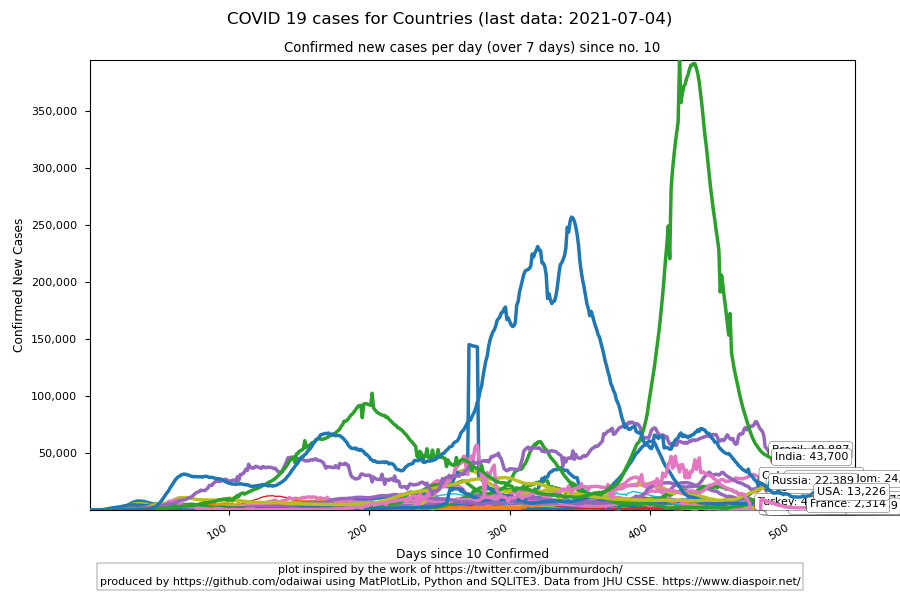 COVID 19 cases for Countries (last data: 2021-07-04)
Confirmed new cases per day (over 7 days) since no. 10
Confirmed New Cases
350,000
300,000
250,000
200,000
150,000
100,000
50,000
India: 43,700
Russia: 22,389
USA: 13,226
France: 2,314
100
200
300
400
500
Days since 10 Confirmed
plot inspired by the work of https://twitter.com/jburnmurdoch/
produced by https://github.com/odaiwai using MatPlotLib, Python and SQLITE3. Data from JHU CSSE. https://www.diaspoir.net/